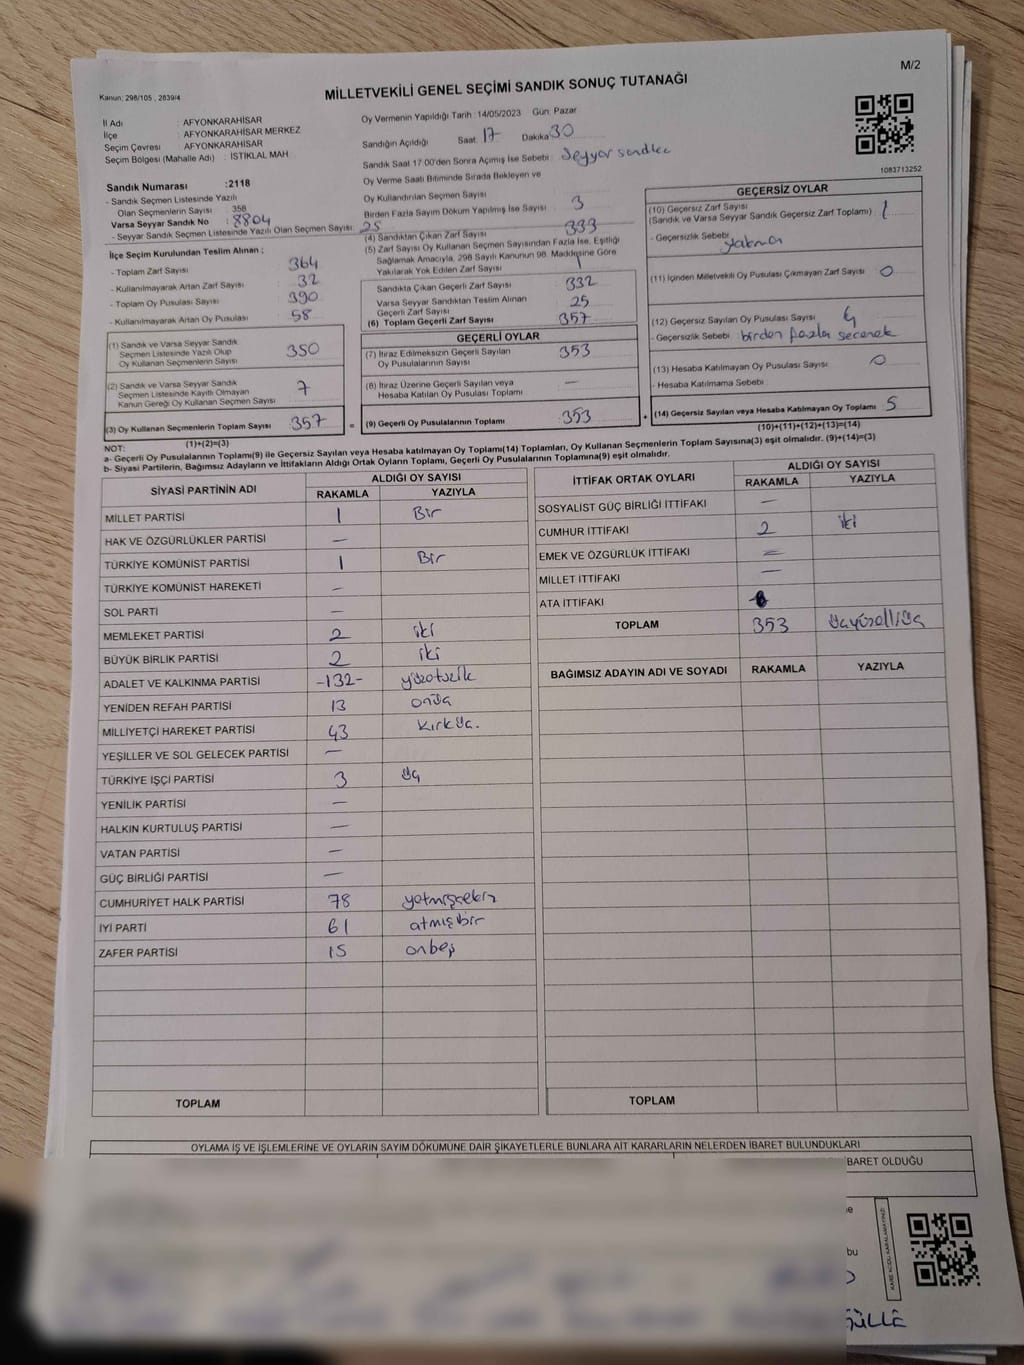 M/2
Kanun: 298/105 , 2839/4
MİLLETVEKİLİ GENEL SEÇİMİ SANDIK SONUÇ TUTANAĞI
İl Adı : AFYONKARAHİSAR
İlçe : AFYONKARAHİSAR MERKEZ
Seçim Çevresi : AFYONKARAHİSAR
Seçim Bölgesi (Mahalle Adı) : İSTİKLAL MAH
Sandık Numarası :2118
- Sandık Seçmen Listesinde Yazılı
Olan Seçmenlerin Sayısı : 358
Varsa Seyyar Sandık No : 8804
- Seyyar Sandık Seçmen Listesinde Yazılı Olan Seçmen Sayısı: 25
İlçe Seçim Kurulundan Teslim Alınan ;
- Toplam Zarf Sayısı : 364
- Kullanılmayarak Artan Zarf Sayısı : 32
- Toplam Oy Pusulası Sayısı : 390
- Kullanılmayarak Artan Oy Pusulası : 58
(1) Sandık ve Varsa Seyyar Sandık
Seçmen Listesinde Yazılı Olup
Oy Kullanan Seçmenlerin Sayısı 350
(2) Sandık ve Varsa Seyyar Sandık
Seçmen Listesinde Kayıtlı Olmayan
Kanun Gereği Oy Kullanan Seçmen Sayısı 7
(3) Oy Kullanan Seçmenlerin Toplam Sayısı 357
(1)+(2)=(3)
Oy Vermenin Yapıldığı Tarih :14/05/2023 Gün: Pazar
Sandığın Açıldığı Saat: 17 Dakika: 30
Sandık Saat 17:00'den Sonra Açımış İse Sebebi : Seyyar sandık
Oy Verme Saati Bitiminde Sırada Bekleyen ve
Oy Kullandırılan Seçmen Sayısı : 3
Birden Fazla Sayım Döküm Yapılmış İse Sayısı :
(4) Sandıktan Çıkan Zarf Sayısı : 333
(5) Zarf Sayısı Oy Kullanan Seçmen Sayısından Fazla İse, Eşitliği
Sağlamak Amacıyla, 298 Sayılı Kanunun 98. Maddesine Göre
Yakılarak Yok Edilen Zarf Sayısı : 1
Sandıkta Çıkan Geçerli Zarf Sayısı : 332
Varsa Seyyar Sandıktan Teslim Alınan
Geçerli Zarf Sayısı : 25
(6) Toplam Geçerli Zarf Sayısı : 357
GEÇERLİ OYLAR
(7) İtiraz Edilmeksizin Geçerli Sayılan
Oy Pusulalarının Sayısı : 353
(8) İtiraz Üzerine Geçerli Sayılan veya
Hesaba Katılan Oy Pusulası Toplamı : —
= (9) Geçerli Oy Pusulalarının Toplamı : 353
1083713252
GEÇERSİZ OYLAR
(10) Geçersiz Zarf Sayısı
(Sandık ve Varsa Seyyar Sandık Geçersiz Zarf Toplamı) : 1
- Geçersizlik Sebebi : yakma
(11) İçinden Milletvekili Oy Pusulası Çıkmayan Zarf Sayısı : 0
(12) Geçersiz Sayılan Oy Pusulası Sayısı : 4
- Geçersizlik Sebebi : birden fazla seçenek
(13) Hesaba Katılmayan Oy Pusulası Sayısı : 0
- Hesaba Katılmama Sebebi :
+ (14) Geçersiz Sayılan veya Hesaba Katılmayan Oy Toplamı : 5
(10)+(11)+(12)+(13)=(14)
NOT:
a- Geçerli Oy Pusulalarının Toplamı(9) ile Geçersiz Sayılan veya Hesaba katılmayan Oy Toplamı(14) Toplamları, Oy Kullanan Seçmenlerin Toplam Sayısına(3) eşit olmalıdır. (9)+(14)=(3)
b- Siyasi Partilerin, Bağımsız Adayların ve İttifakların Aldığı Ortak Oyların Toplamı, Geçerli Oy Pusulalarının Toplamına(9) eşit olmalıdır.
SİYASİ PARTİNİN ADI ALDIĞI OY SAYISI
RAKAMLA YAZIYLA
MİLLET PARTİSİ 1 Bir
HAK VE ÖZGÜRLÜKLER PARTİSİ —
TÜRKİYE KOMÜNİST PARTİSİ 1 Bir
TÜRKİYE KOMÜNİST HAREKETİ —
SOL PARTİ —
MEMLEKET PARTİSİ 2 iki
BÜYÜK BİRLİK PARTİSİ 2 iki
ADALET VE KALKINMA PARTİSİ -132- yüzotuzik
YENİDEN REFAH PARTİSİ 13 onüç
MİLLİYETÇİ HAREKET PARTİSİ 43 kırküç.
YEŞİLLER VE SOL GELECEK PARTİSİ —
TÜRKİYE İŞÇİ PARTİSİ 3 üç
YENİLİK PARTİSİ —
HALKIN KURTULUŞ PARTİSİ —
VATAN PARTİSİ —
GÜÇ BİRLİĞİ PARTİSİ —
CUMHURİYET HALK PARTİSİ 78 yetmişsekiz
İYİ PARTİ 61 atmışbir
ZAFER PARTİSİ 15 onbeş
TOPLAM
İTTİFAK ORTAK OYLARI ALDIĞI OY SAYISI
RAKAMLA YAZIYLA
SOSYALİST GÜÇ BİRLİĞİ İTTİFAKI —
CUMHUR İTTİFAKI 2 iki
EMEK VE ÖZGÜRLÜK İTTİFAKI =
MİLLET İTTİFAKI —
ATA İTTİFAKI
TOPLAM 353 üçyüzelliüç
BAĞIMSIZ ADAYIN ADI VE SOYADI RAKAMLA YAZIYLA
TOPLAM
OYLAMA İŞ VE İŞLEMLERİNE VE OYLARIN SAYIM DÖKÜMÜNE DAİR ŞİKAYETLERLE BUNLARA AİT KARARLARIN NELERDEN İBARET BULUNDUKLARI
İBARET OLDUĞU
KARE KODU KARALAMAYINIZ!